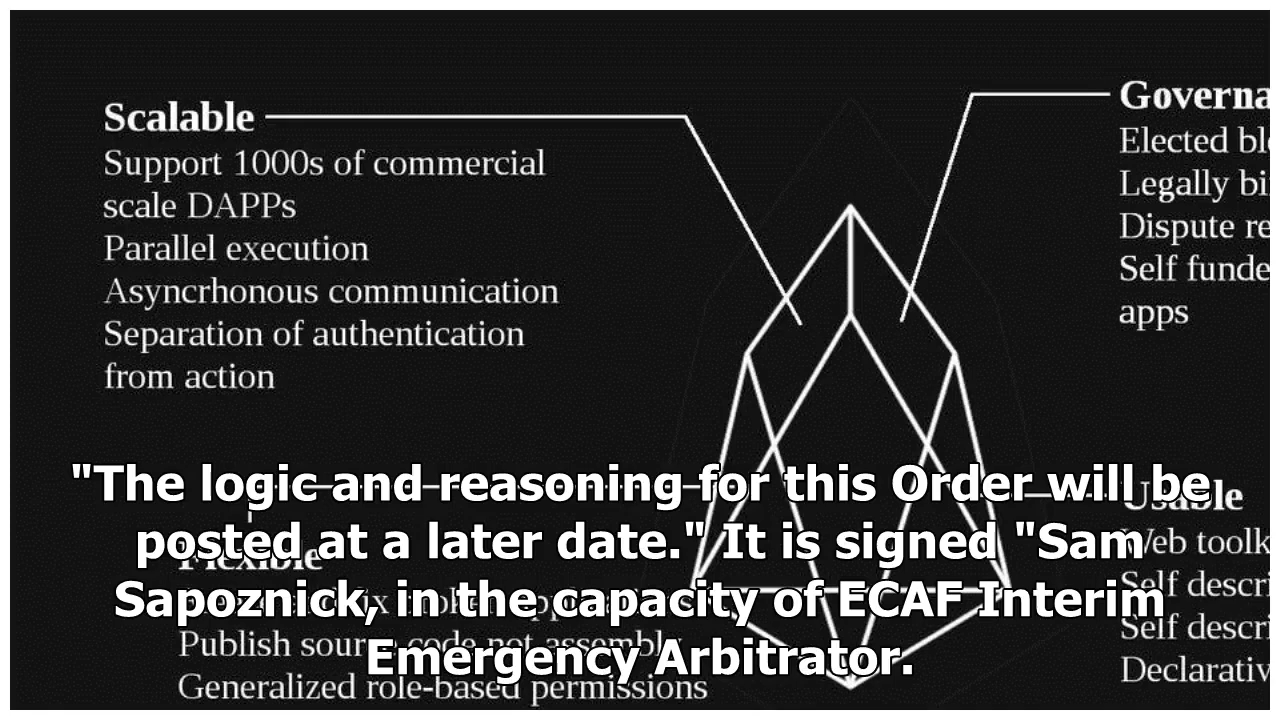 Scalable
Support 1000s of commercial
scale DAPPs
Parallel execution
Asyncrhonous communication
Separation of authentication
from action
Governa
Elected bl
Legally bi
Dispute re
Self funde
apps
Flexible
Publish source code not assembly
Generalized role-based permissions
Usable
Web toolk
Self descri
Self descri
Declarativ
"The logic and reasoning for this Order will be
posted at a later date." It is signed "Sam
Sapoznick, in the capacity of ECAF Interim
Emergency Arbitrator.